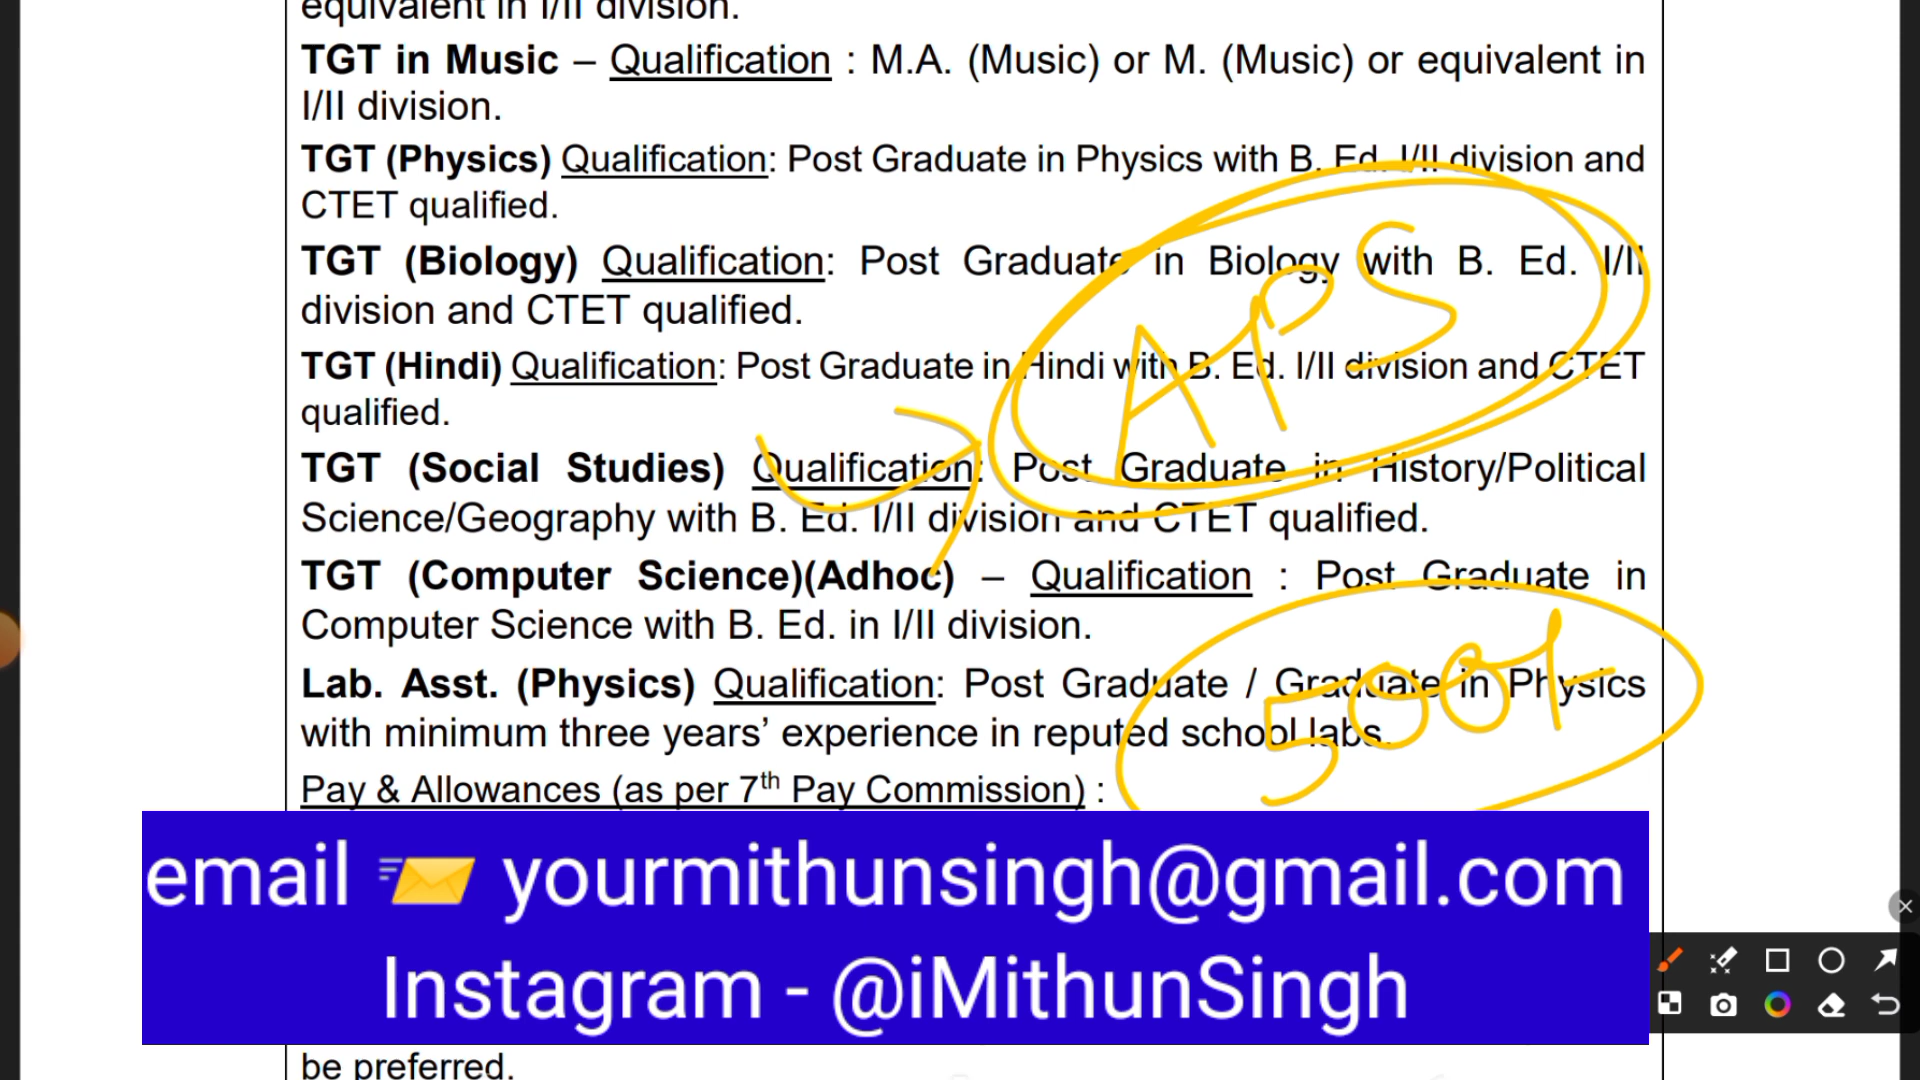 equivalent in I/II division.
TGT in Music – Qualification : M.A. (Music) or M. (Music) or equivalent in
I/II division.
TGT (Physics) Qualification: Post Graduate in Physics with B. Ed. I/II division and
CTET qualified.
TGT (Biology) Qualification: Post Graduate in Biology with B. Ed. I/II
division and CTET qualified.
TGT (Hindi) Qualification: Post Graduate in Hindi with B. Ed. I/II division and CTET
qualified.
APS
TGT (Social Studies) Qualification: Post Graduate in History/Political
Science/Geography with B. Ed. I/II division and CTET qualified.
TGT (Computer Science)(Adhoc) – Qualification : Post Graduate in
Computer Science with B. Ed. in I/II division.
Lab. Asst. (Physics) Qualification: Post Graduate / Graduate in Physics
with minimum three years’ experience in reputed school labs.
500+
Pay & Allowances (as per 7th Pay Commission) :
email 📨 yourmithunsingh@gmail.com
Instagram - @iMithunSingh
be preferred.